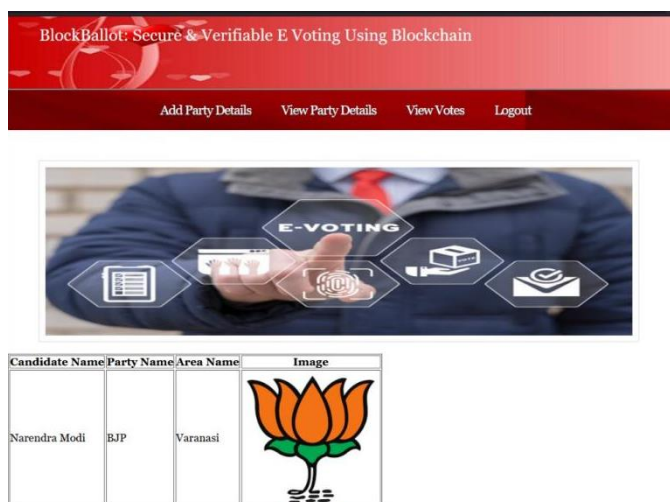 BlockBallot: Secure & Verifiable E Voting Using Blockchain
Add Party Details View Party Details View Votes Logout
E-VOTING
VOTE
Candidate Name Party Name Area Name Image
Narendra Modi BJP Varanasi